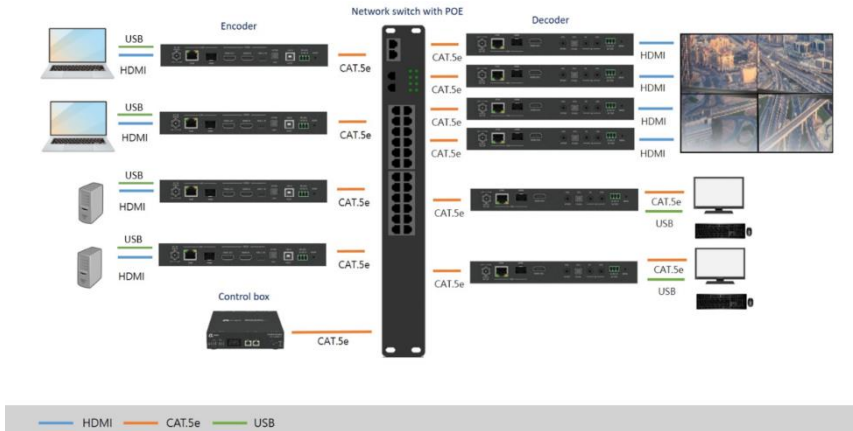 Network switch with POE
Encoder
Decoder
USB
HDMI
CAT.5e
CAT.5e
HDMI
CAT.5e
HDMI
USB
HDMI
CAT.5e
CAT.5e
HDMI
CAT.5e
HDMI
USB
HDMI
CAT.5e
CAT.5e
CAT.5e
USB
USB
HDMI
CAT.5e
CAT.5e
CAT.5e
USB
Control box
CAT.5e
HDMI CAT.5e USB